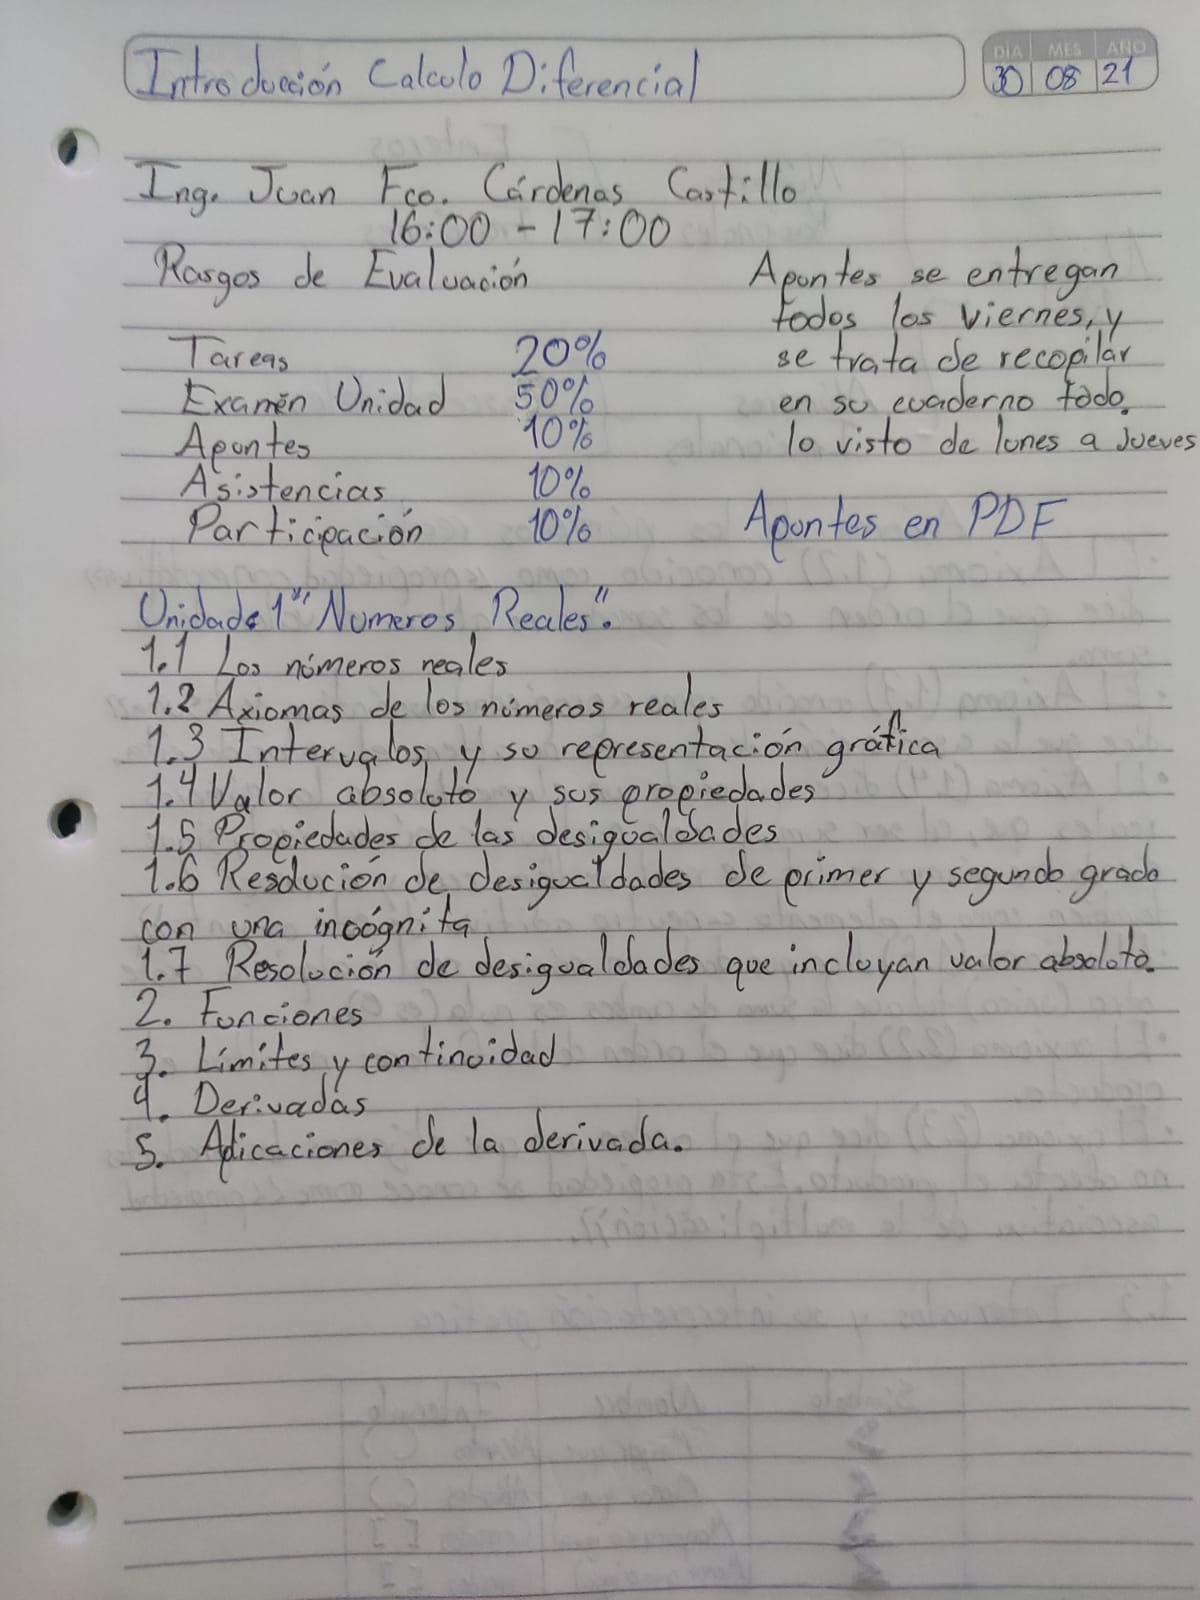 Introducción Calculo Diferencial
DÍA MES AÑO
30 08 21
Ing. Juan Fco. Cárdenas Castillo
16:00 - 17:00
Rasgos de Evaluación
Tareas 20%
Examén Unidad 50%
Apuntes 10%
Asistencias 10%
Participación 10%
Apuntes se entregan
todos los viernes, y
se trata de recopilar
en su cuaderno todo.
lo visto de lunes a Jueves
Apuntes en PDF
Unidad 1 "Numeros Reales".
1.1 Los números reales
1.2 Axiomas de los números reales
1.3 Intervalos y su representación gráfica
1.4 Valor absoluto y sus propiedades
1.5 Propiedades de las desigualdades
1.6 Resolución de desigualdades de primer y segundo grado
con una incógnita
1.7 Resolución de desigualdades que incluyan valor absoluto.
2. Funciones
3. Límites y continuidad
4. Derivadas
5. Aplicaciones de la derivada.